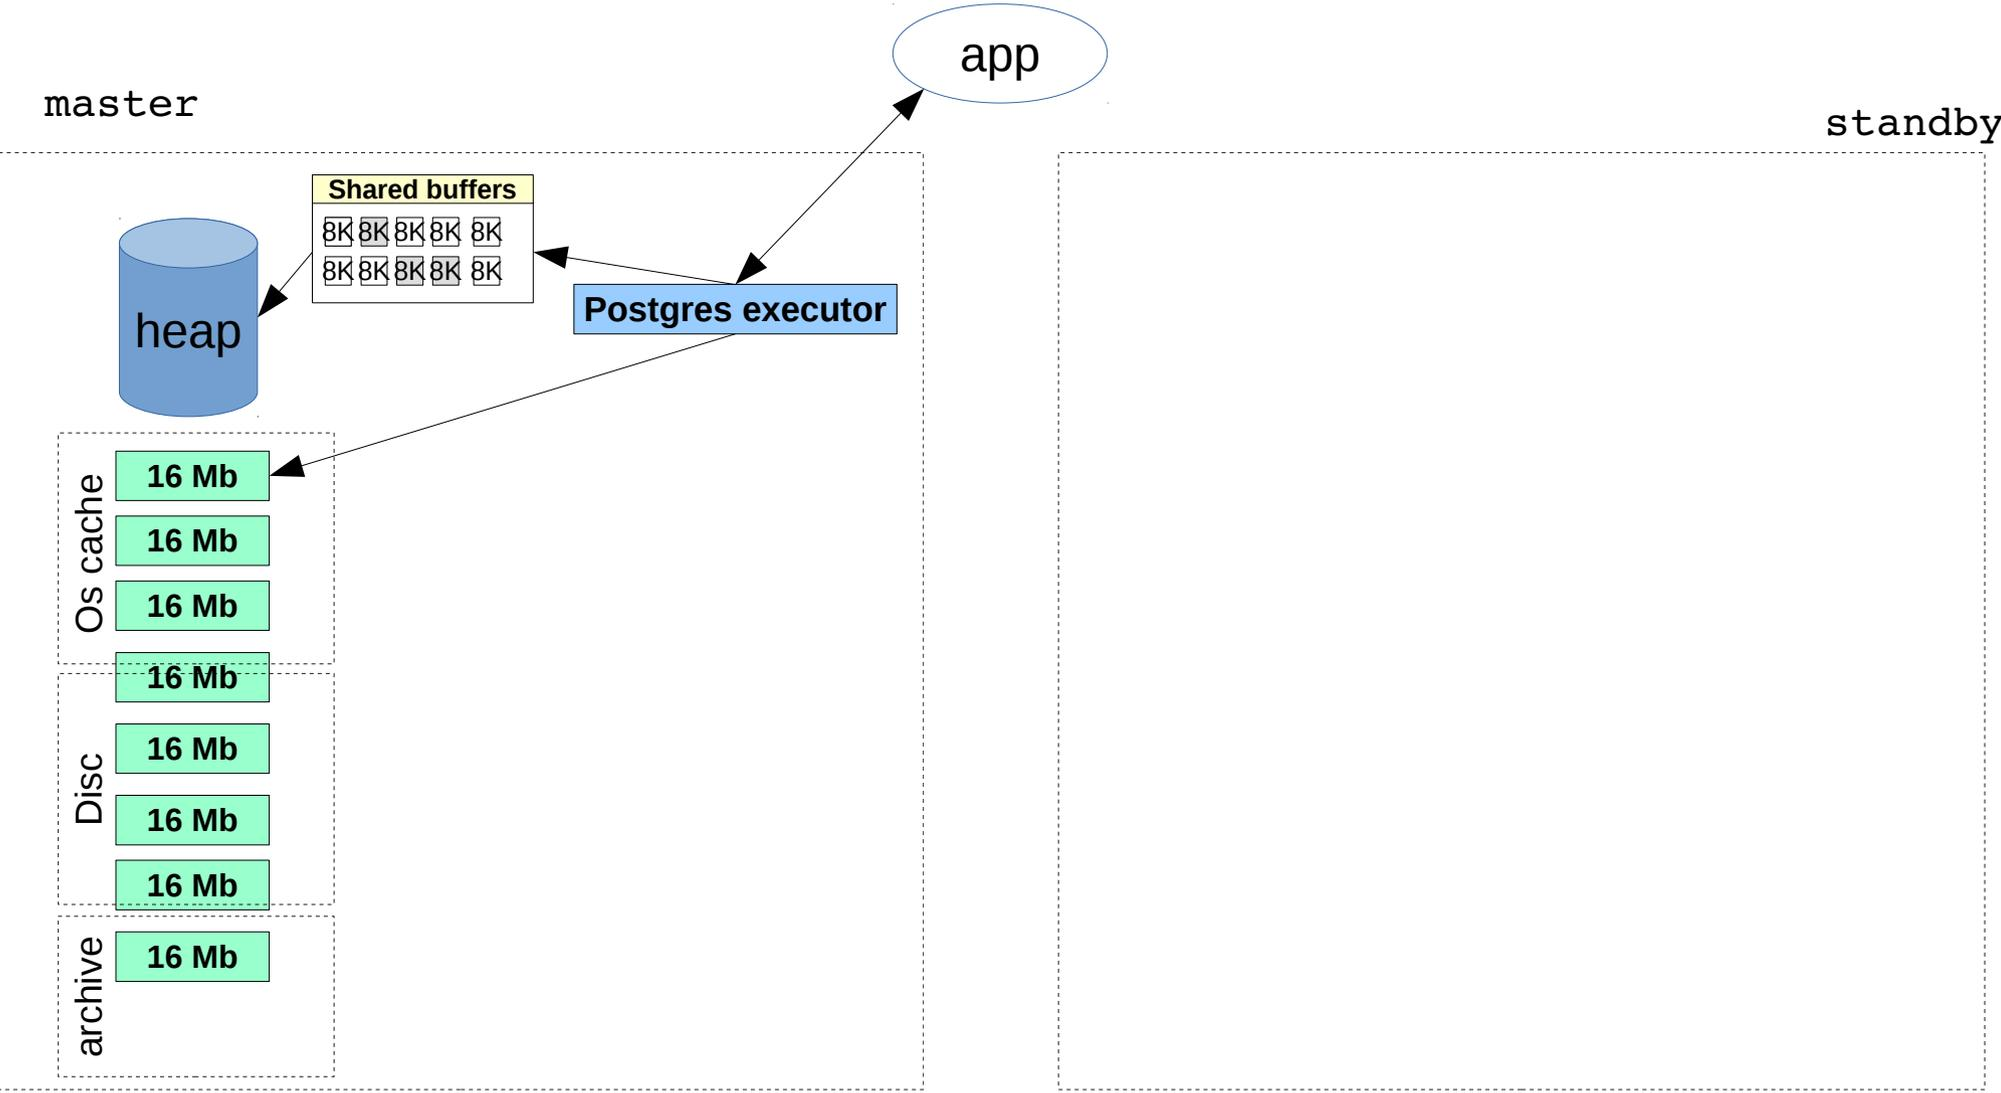 app
master
standby
Shared buffers
8K 8K 8K 8K 8K
8K 8K 8K 8K 8K
Postgres executor
heap
Os cache
16 Mb
16 Mb
16 Mb
16 Mb
Disc
16 Mb
16 Mb
16 Mb
archive
16 Mb